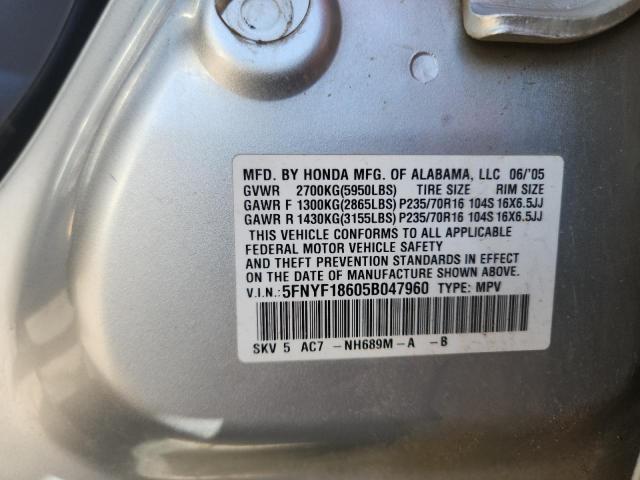 MFD. BY HONDA MFG. OF ALABAMA, LLC 06/'05
GVWR 2700KG(5950LBS) TIRE SIZE RIM SIZE
GAWR F 1300KG(2865LBS) P235/70R16 104S 16X6.5JJ
GAWR R 1430KG(3155LBS) P235/70R16 104S 16X6.5JJ
THIS VEHICLE CONFORMS TO ALL APPLICABLE
FEDERAL MOTOR VEHICLE SAFETY
AND THEFT PREVENTION STANDARDS IN EFFECT
ON THE DATE OF MANUFACTURE SHOWN ABOVE.
V.I.N.: 5FNYF18605B047960 TYPE: MPV
SKV 5 AC7 -NH689M-A -B